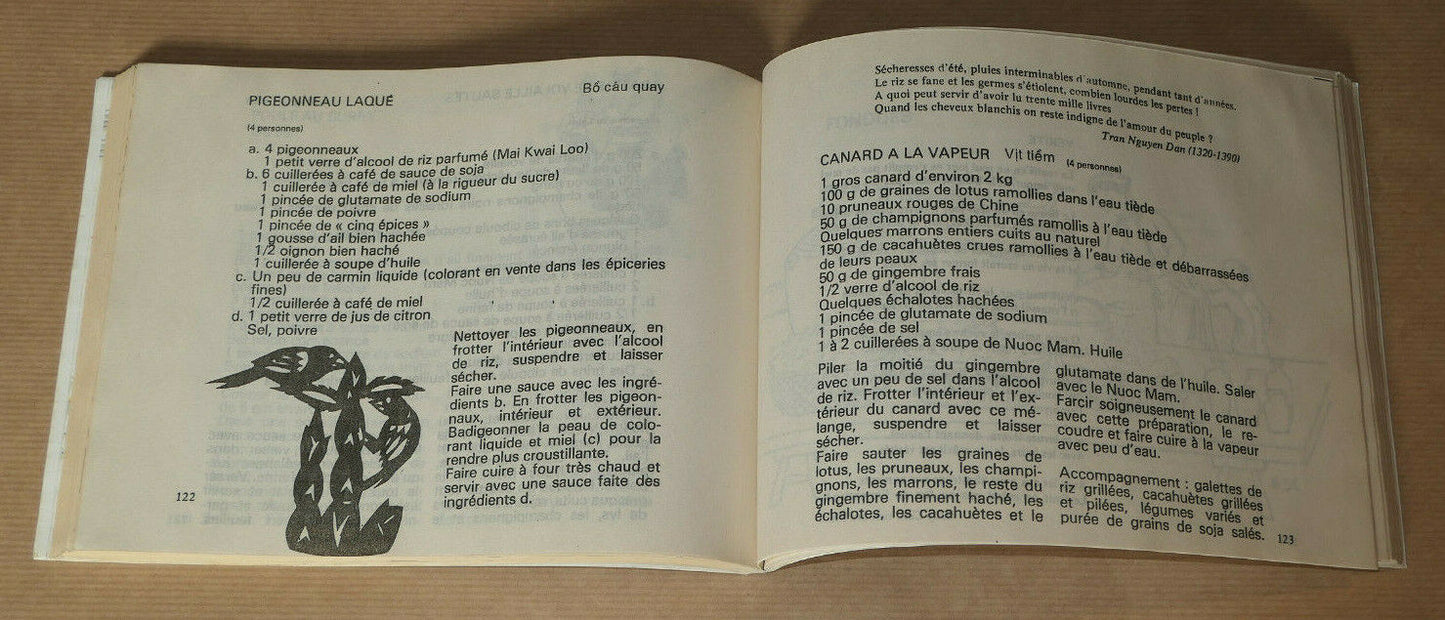 PIGEONNEAU LAQUÉ
Bồ câu quay
(4 personnes)
a. 4 pigeonneaux
1 petit verre d'alcool de riz parfumé (Mai Kwai Loo)
b. 6 cuillerées à café de sauce de soja
1 cuillerée à café de miel (à la rigueur du sucre)
1 pincée de glutamate de sodium
1 pincée de poivre
1 pincée de « cinq épices »
1 gousse d'ail bien hachée
1/2 oignon bien haché
1 cuillerée à soupe d'huile
c. Un peu de carmin liquide (colorant en vente dans les épiceries
fines)
1/2 cuillerée à café de miel
d. 1 petit verre de jus de citron
Sel, poivre
Nettoyer les pigeonneaux, en
frotter l'intérieur avec l'alcool
de riz, suspendre et laisser
sécher.
Faire une sauce avec les ingré-
dients b. En frotter les pigeon-
naux, intérieur et extérieur.
Badigeonner la peau de colo-
rant liquide et miel (c) pour la
rendre plus croustillante.
Faire cuire à four très chaud et
servir avec une sauce faite des
ingrédients d.
122
Sécheresses d'été, pluies interminables d'automne, pendant tant d'années.
Le riz se fane et les germes s'étiolent, combien lourdes les pertes !
A quoi peut servir d'avoir lu trente mille livres
Quand les cheveux blanchis on reste indigne de l'amour du peuple ?
Tran Nguyen Dan (1320-1390)
CANARD A LA VAPEUR Vịt tiềm (4 personnes)
1 gros canard d'environ 2 kg
100 g de graines de lotus ramollies dans l'eau tiède
10 pruneaux rouges de Chine
50 g de champignons parfumés ramollis à l'eau tiède
Quelques marrons entiers cuits au naturel
150 g de cacahuètes crues ramollies à l'eau tiède et débarrassées
de leurs peaux
50 g de gingembre frais
1/2 verre d'alcool de riz
Quelques échalotes hachées
1 pincée de glutamate de sodium
1 pincée de sel
1 à 2 cuillerées à soupe de Nuoc Mam. Huile
Piler la moitié du gingembre
avec un peu de sel dans l'alcool
de riz. Frotter l'intérieur et l'ex-
térieur du canard avec ce mé-
lange, suspendre et laisser
sécher.
Faire sauter les graines de
lotus, les pruneaux, les champi-
gnons, les marrons, le reste du
gingembre finement haché, les
échalotes, les cacahuètes et le
glutamate dans de l'huile. Saler
avec le Nuoc Mam.
Farcir soigneusement le canard
avec cette préparation, le re-
coudre et faire cuire à la vapeur
avec peu d'eau.
Accompagnement : galettes de
riz grillées, cacahuètes grillées
et pilées, légumes variés et
purée de grains de soja salés.
123